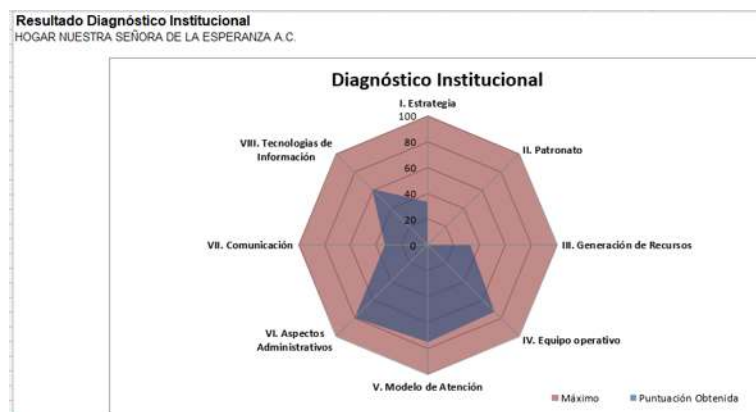 Resultado Diagnóstico Institucional
HOGAR NUESTRA SEÑORA DE LA ESPERANZA A.C.
Diagnóstico Institucional
I. Estrategia
100
80
60
40
20
0
II. Patronato
III. Generación de Recursos
IV. Equipo operativo
V. Modelo de Atención
VI. Aspectos
Administrativos
VII. Comunicación
VIII. Tecnologias de
Información
Máximo
Puntuación Obtenida